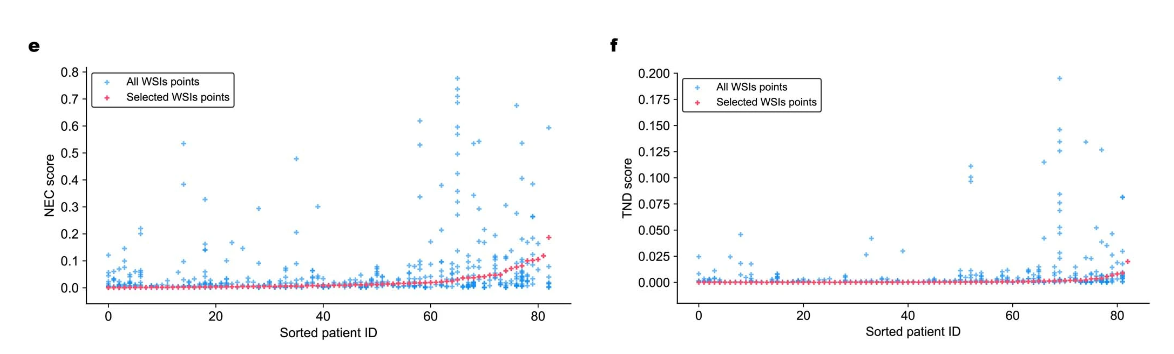 e
0.8
0.7
0.6
0.5
0.4
0.3
0.2
0.1
0.0
NEC score
All WSIs points
Selected WSIs points
0 20 40 60 80
Sorted patient ID
f
0.200
0.175
0.150
0.125
0.100
0.075
0.050
0.025
0.000
TND score
All WSIs points
Selected WSIs points
0 20 40 60 80
Sorted patient ID